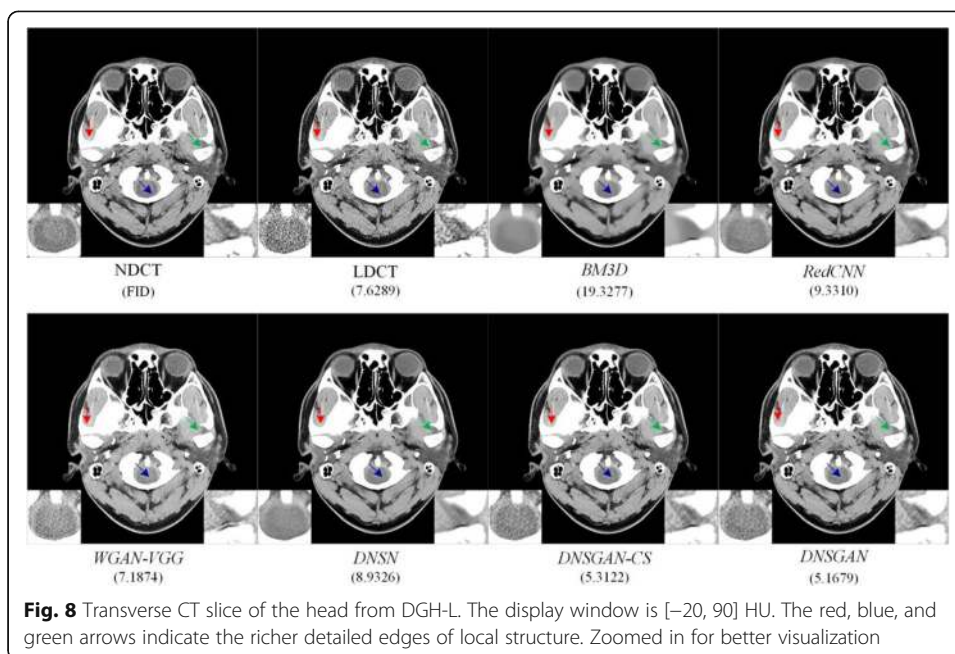 NDCT LDCT BM3D RedCNN
(FID) (7.6289) (19.3277) (9.3310)
WGAN-VGG DNSN DNSGAN-CS DNSGAN
(7.1874) (8.9326) (5.3122) (5.1679)
Fig. 8 Transverse CT slice of the head from DGH-L. The display window is [−20, 90] HU. The red, blue, and
green arrows indicate the richer detailed edges of local structure. Zoomed in for better visualization